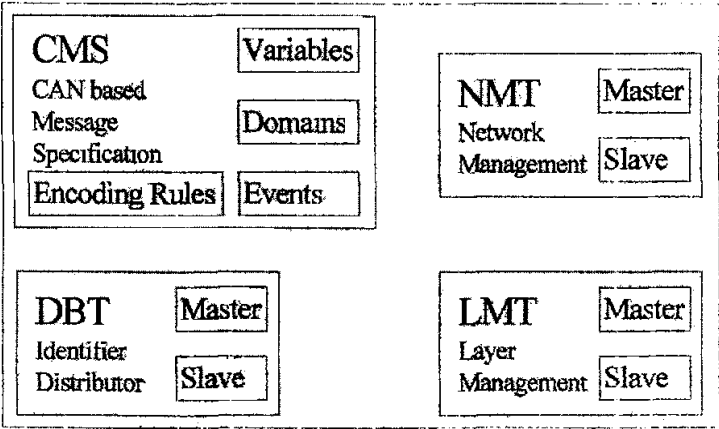 CMS
Variables
CAN based
Message
Domains
Specification
Encoding Rules
Events
NMT
Master
Network
Management
Slave
DBT
Master
Identifier
Distributor
Slave
LMT
Master
Layer
Management
Slave